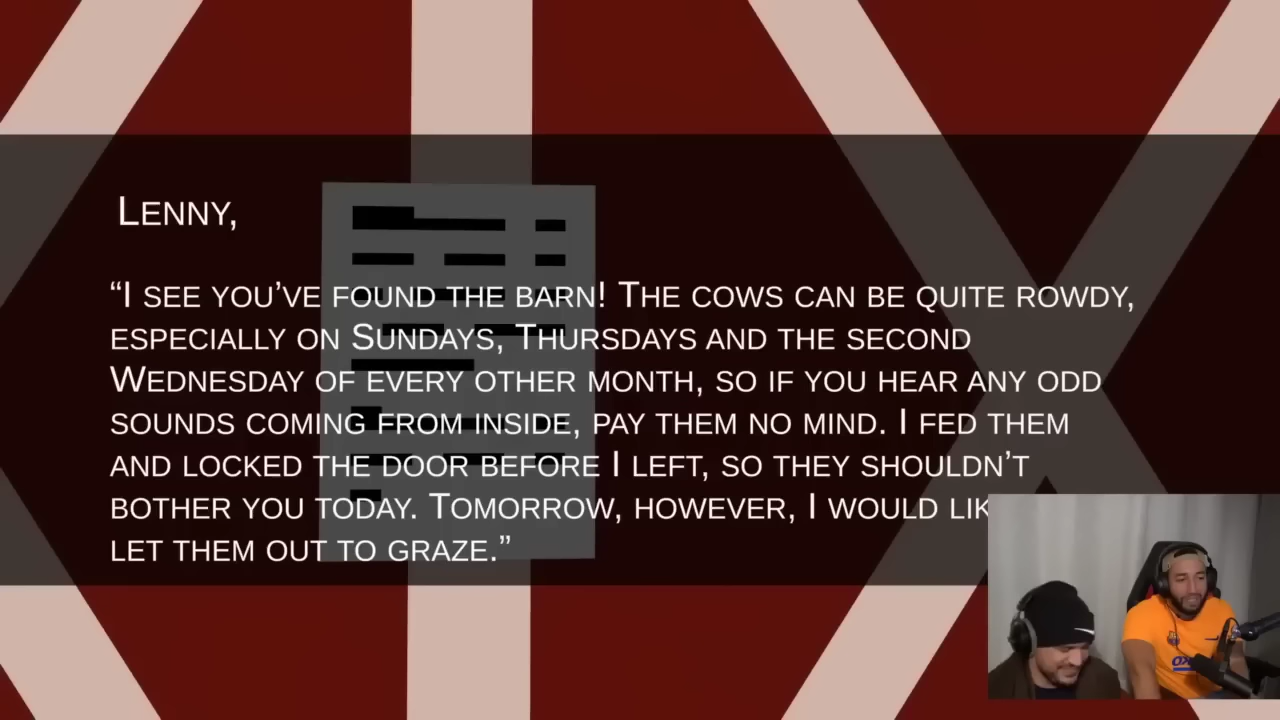 LENNY,
“I SEE YOU’VE FOUND THE BARN! THE COWS CAN BE QUITE ROWDY,
ESPECIALLY ON SUNDAYS, THURSDAYS AND THE SECOND
WEDNESDAY OF EVERY OTHER MONTH, SO IF YOU HEAR ANY ODD
SOUNDS COMING FROM INSIDE, PAY THEM NO MIND. I FED THEM
AND LOCKED THE DOOR BEFORE I LEFT, SO THEY SHOULDN’T
BOTHER YOU TODAY. TOMORROW, HOWEVER, I WOULD
LET THEM OUT TO GRAZE.”